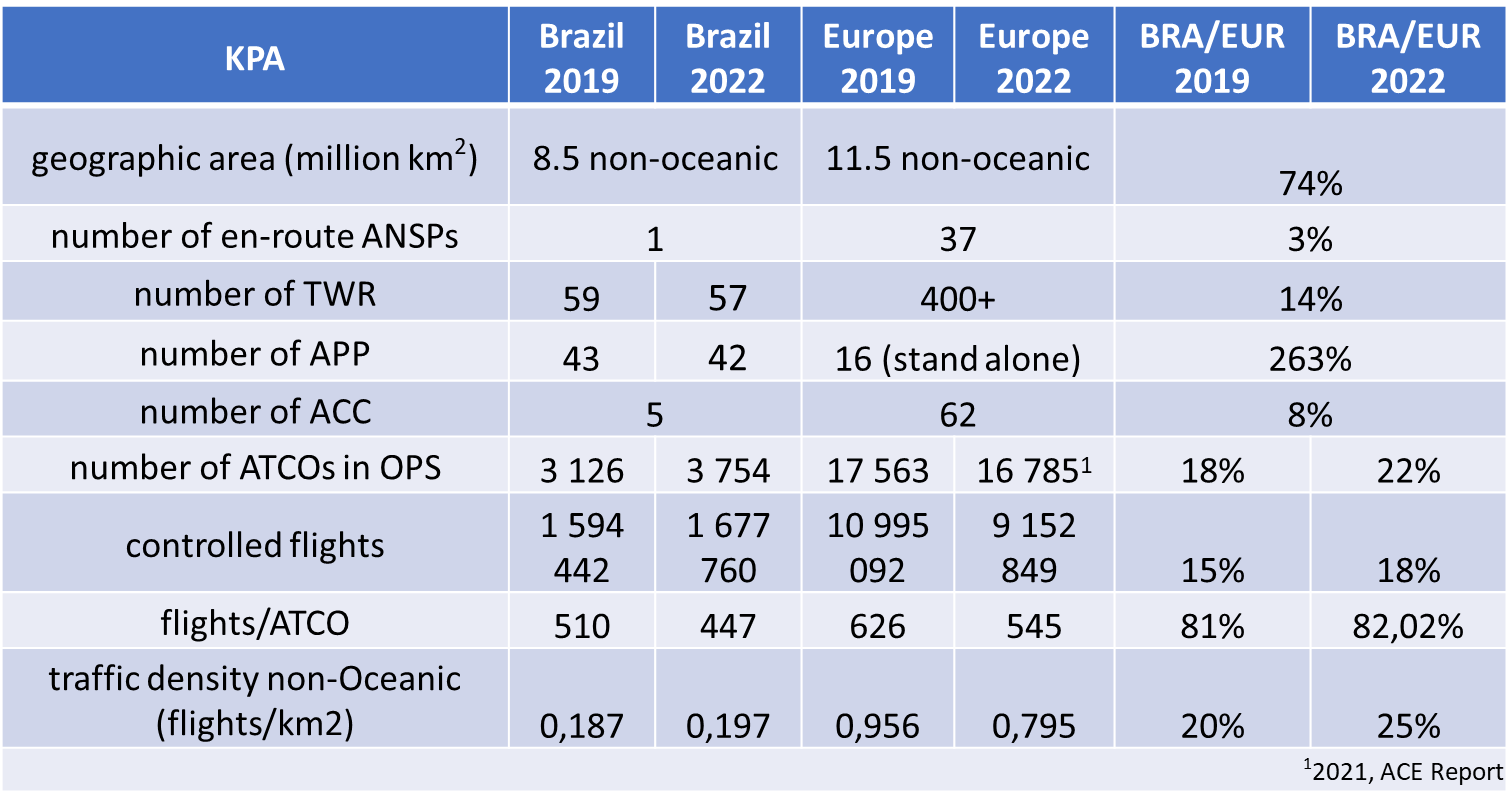 KPA Brazil 2019 Brazil 2022 Europe 2019 Europe 2022 BRA/EUR 2019 BRA/EUR 2022
geographic area (million km²) 8.5 non-oceanic 11.5 non-oceanic 74%
number of en-route ANSPs 1 37 3%
number of TWR 59 57 400+ 14%
number of APP 43 42 16 (stand alone) 263%
number of ACC 5 62 8%
number of ATCOs in OPS 3 126 3 754 17 563 16 785¹ 18% 22%
controlled flights 1 594 442 1 677 760 10 995 092 9 152 849 15% 18%
flights/ATCO 510 447 626 545 81% 82,02%
traffic density non-Oceanic (flights/km2) 0,187 0,197 0,956 0,795 20% 25%
¹2021, ACE Report